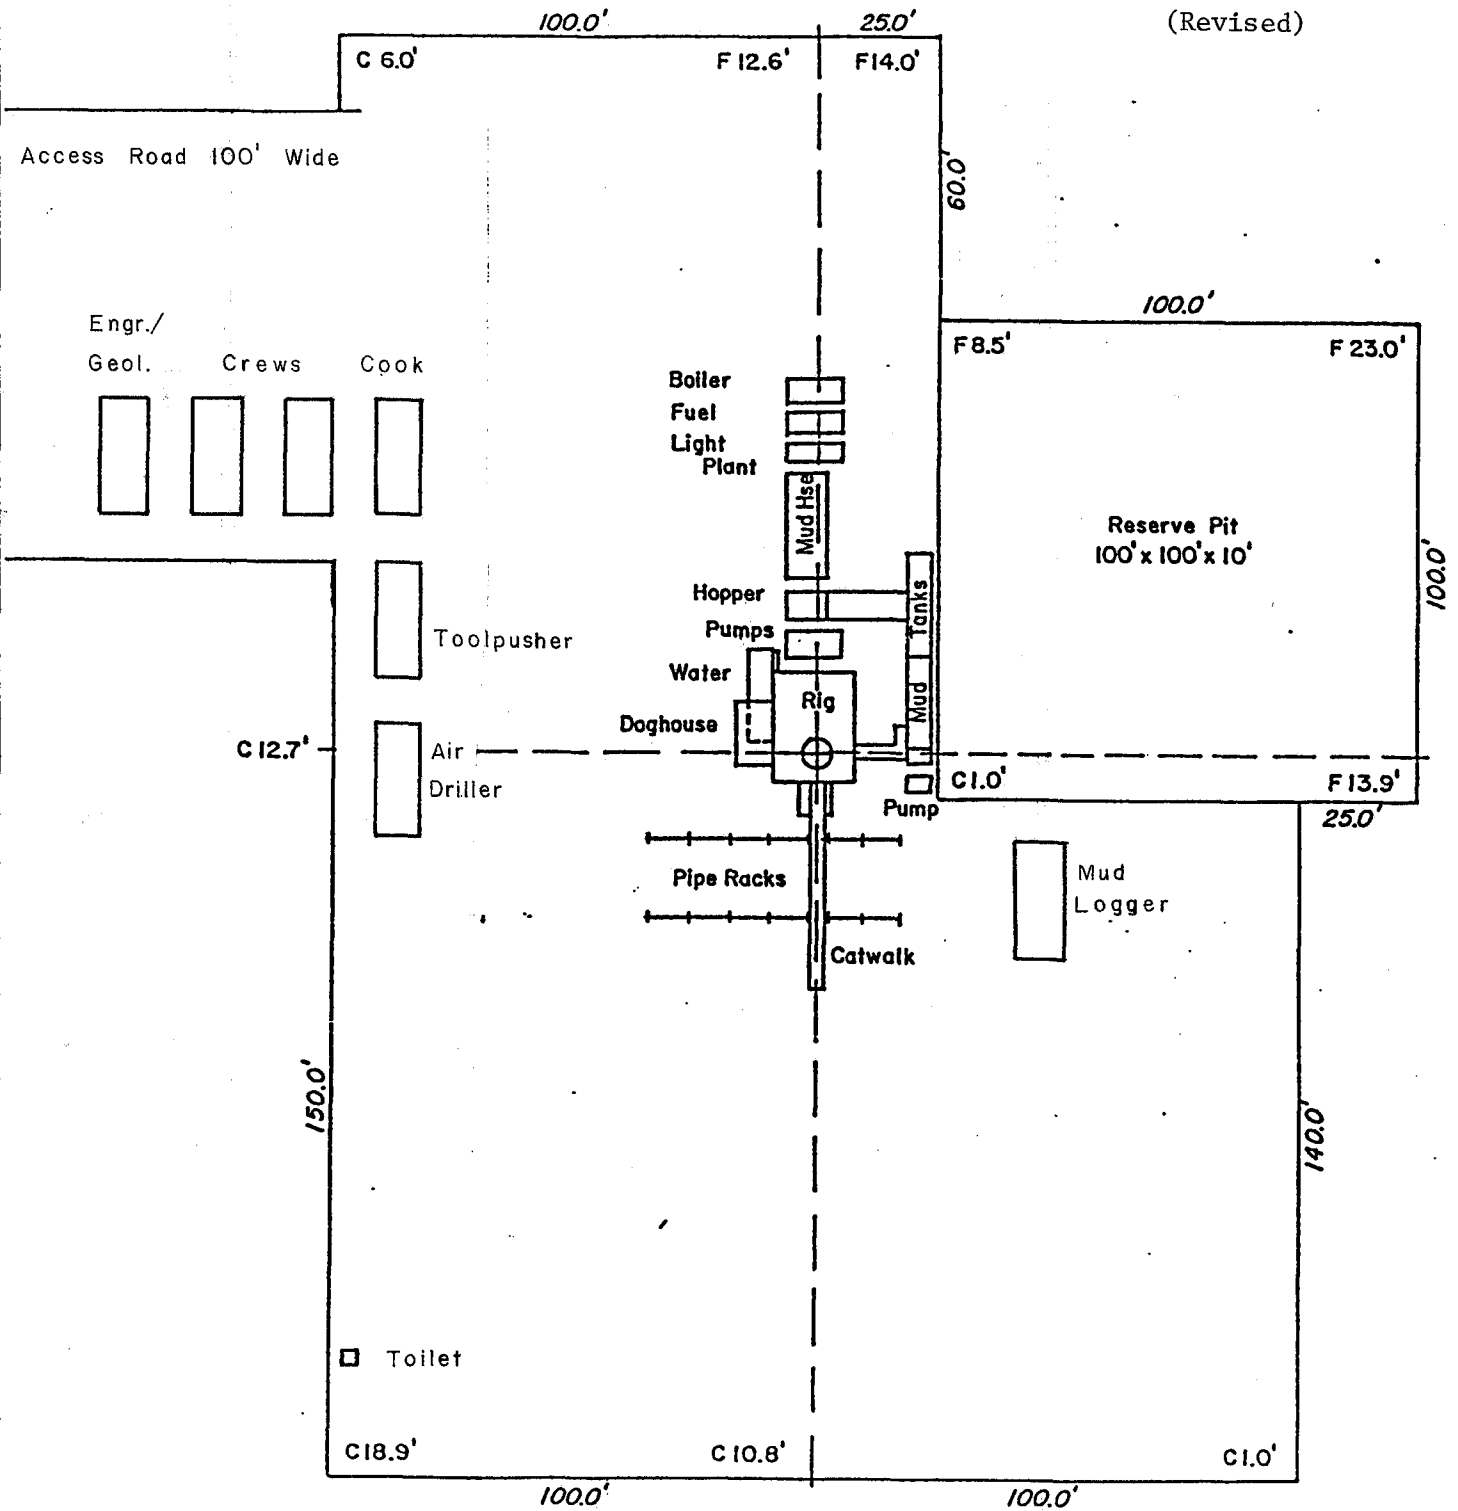 (Revised)
100.0' 25.0'
C 6.0' F 12.6' F14.0'
Access Road 100' Wide
60.0'
100.0'
F 8.5' F 23.0'
Engr./
Geol. Crews Cook
Boiler
Fuel
Light
Plant
Mud Hse
Reserve Pit
100' x 100' x 10'
100.0'
Hopper
Tanks
Pumps
Toolpusher
Water
Rig
Mud
Doghouse
C 12.7'
Air
Driller
C1.0' F 13.9'
Pump
25.0'
Pipe Racks
Mud
Logger
Catwalk
150.0'
140.0'
Toilet
C18.9' C10.8' C1.0'
100.0' 100.0'